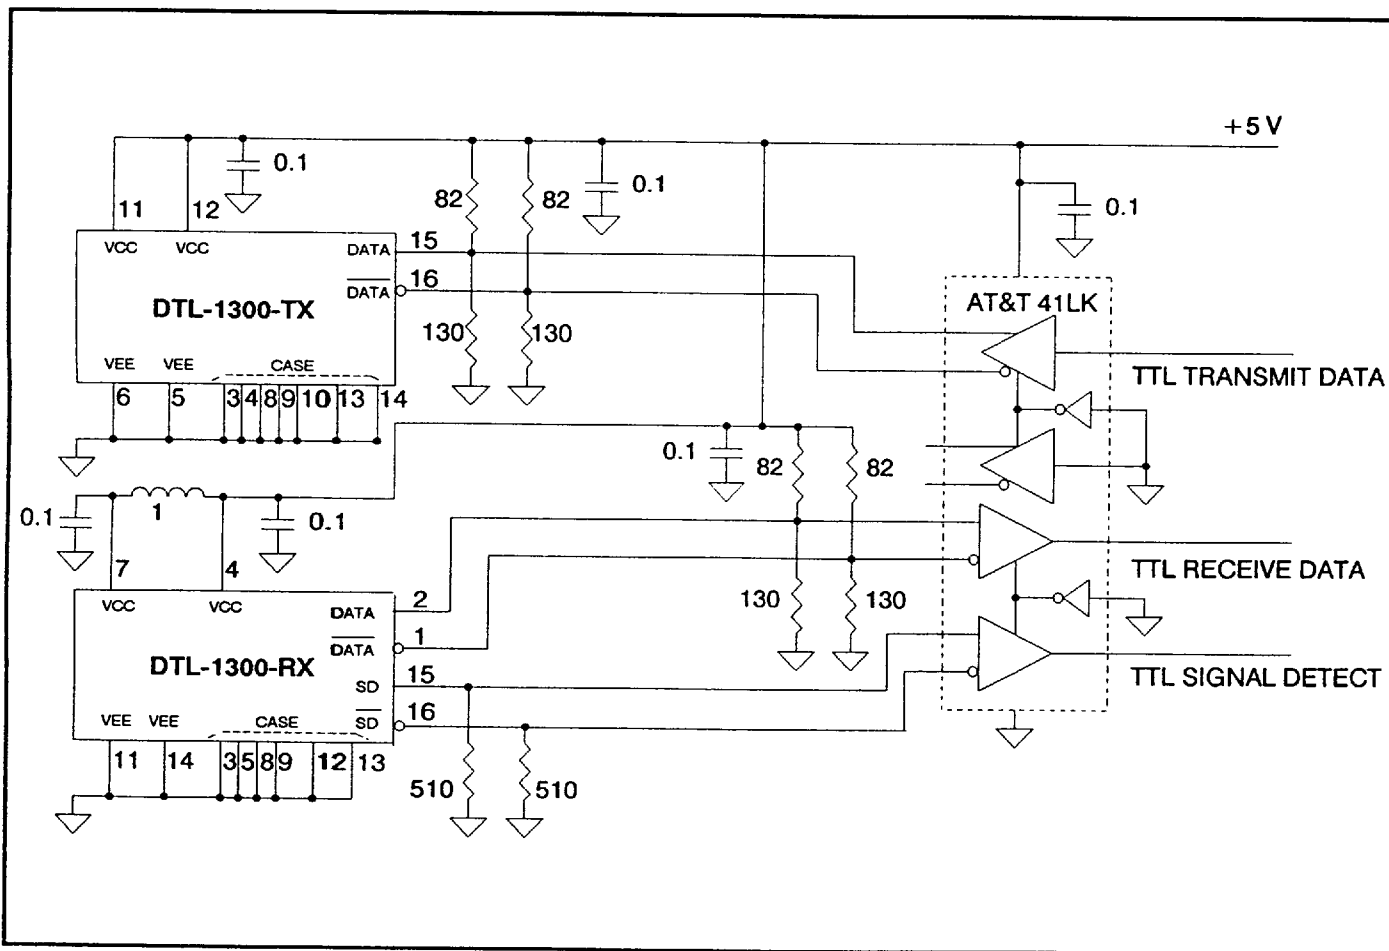 +5 V
0.1
82
82
0.1
0.1
11
12
VCC
VCC
DATA
15
DATA
16
DTL-1300-TX
130
130
AT&T 41LK
VEE
VEE
CASE
6
5
3
4
8
9
10
13
14
TTL TRANSMIT DATA
0.1
82
82
0.1
1
0.1
7
4
VCC
VCC
DATA
2
DATA
1
TTL RECEIVE DATA
130
130
DTL-1300-RX
SD
15
SD
16
TTL SIGNAL DETECT
VEE
VEE
CASE
11
14
3
5
8
9
12
13
510
510